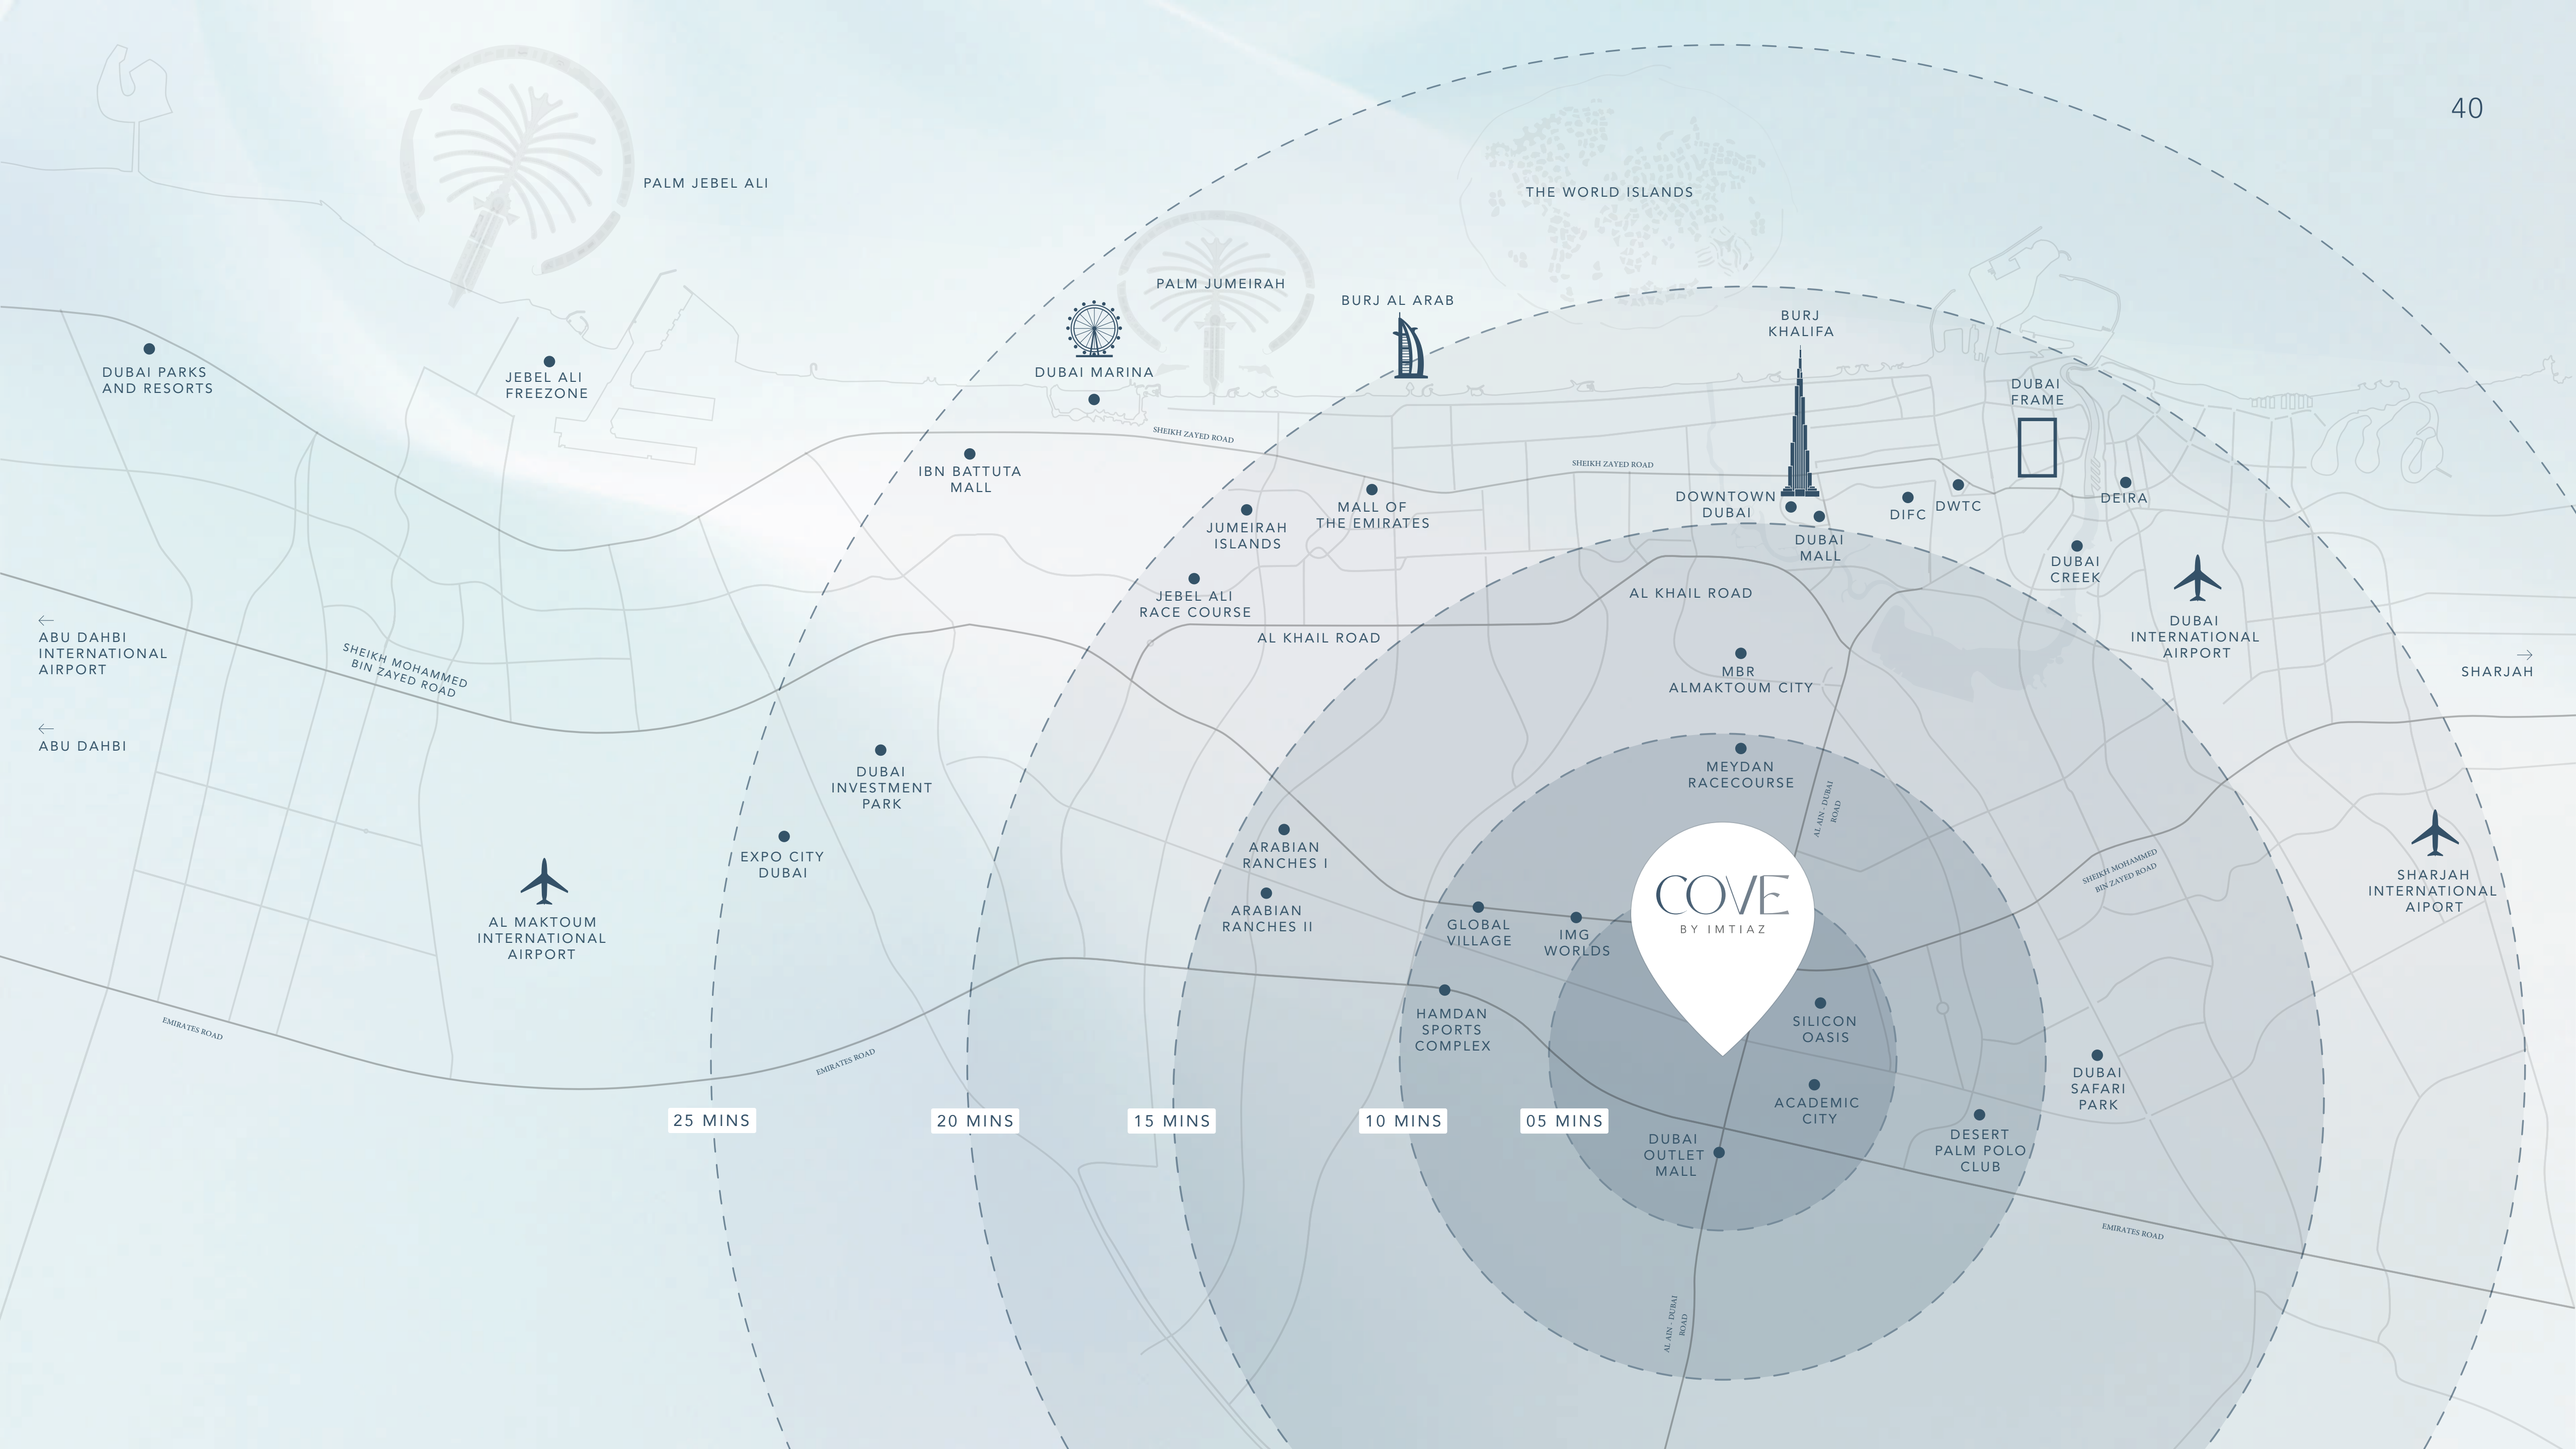 40
PALM JEBEL ALI
THE WORLD ISLANDS
PALM JUMEIRAH
BURJ AL ARAB
BURJ
KHALIFA
DUBAI PARKS
AND RESORTS
JEBEL ALI
FREEZONE
DUBAI MARINA
DUBAI
FRAME
SHEIKH ZAYED ROAD
SHEIKH ZAYED ROAD
IBN BATTUTA
MALL
JUMEIRAH
ISLANDS
MALL OF
THE EMIRATES
DOWNTOWN
DUBAI
DUBAI
MALL
DIFC
DWTC
DEIRA
DUBAI
CREEK
JEBEL ALI
RACE COURSE
AL KHAIL ROAD
AL KHAIL ROAD
DUBAI
INTERNATIONAL
AIRPORT
←
ABU DAHBI
INTERNATIONAL
AIRPORT
SHEIKH MOHAMMED
BIN ZAYED ROAD
→
SHARJAH
MBR
ALMAKTOUM CITY
←
ABU DAHBI
DUBAI
INVESTMENT
PARK
MEYDAN
RACECOURSE
AL AIN - DUBAI
ROAD
EXPO CITY
DUBAI
ARABIAN
RANCHES I
ARABIAN
RANCHES II
COVE
BY IMTIAZ
SHEIKH MOHAMMED
BIN ZAYED ROAD
SHARJAH
INTERNATIONAL
AIPORT
AL MAKTOUM
INTERNATIONAL
AIRPORT
GLOBAL
VILLAGE
IMG
WORLDS
HAMDAN
SPORTS
COMPLEX
SILICON
OASIS
EMIRATES ROAD
EMIRATES ROAD
DUBAI
SAFARI
PARK
ACADEMIC
CITY
25 MINS
20 MINS
15 MINS
10 MINS
05 MINS
DUBAI
OUTLET
MALL
DESERT
PALM POLO
CLUB
EMIRATES ROAD
AL AIN - DUBAI
ROAD